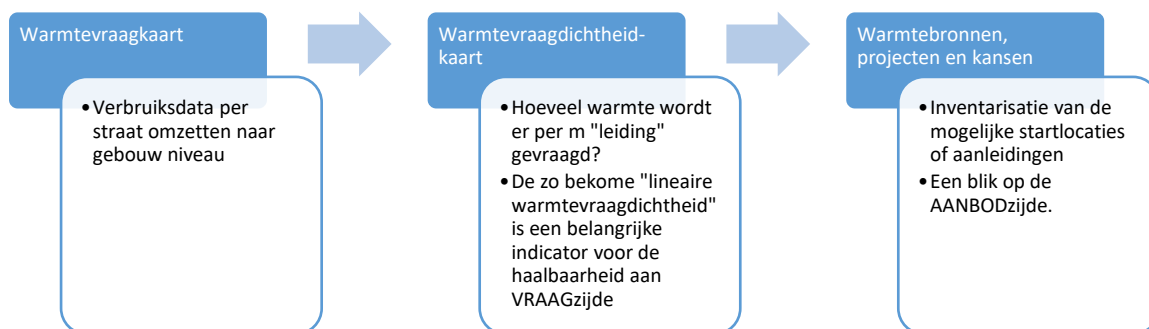 Warmtevraagkaart
•Verbruiksdata per
straat omzetten naar
gebouw niveau
Warmtevraagdichtheid-
kaart
•Hoeveel warmte wordt
er per m "leiding"
gevraagd?
•De zo bekome "lineaire
warmtevraagdichtheid"
is een belangrijke
indicator voor de
haalbaarheid aan
VRAAGzijde
Warmtebronnen,
projecten en kansen
•Inventarisatie van de
mogelijke startlocaties
of aanleidingen
•Een blik op de
AANBODzijde.